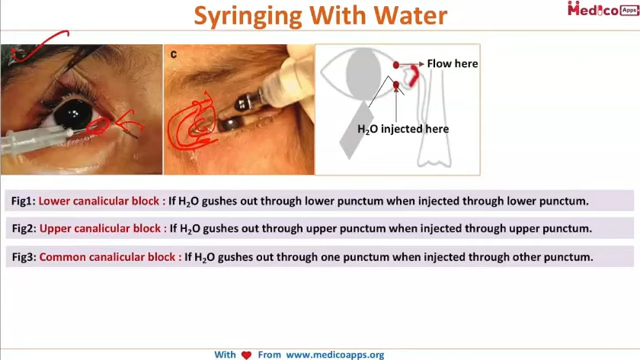 Syringing With Water
Medico Apps
C
Flow here
H₂O injected here
Fig1: Lower canalicular block : If H₂O gushes out through lower punctum when injected through lower punctum.
Fig2: Upper canalicular block : If H₂O gushes out through upper punctum when injected through upper punctum.
Fig3: Common canalicular block : If H₂O gushes out through one punctum when injected through other punctum.
With From www.medicoapps.org